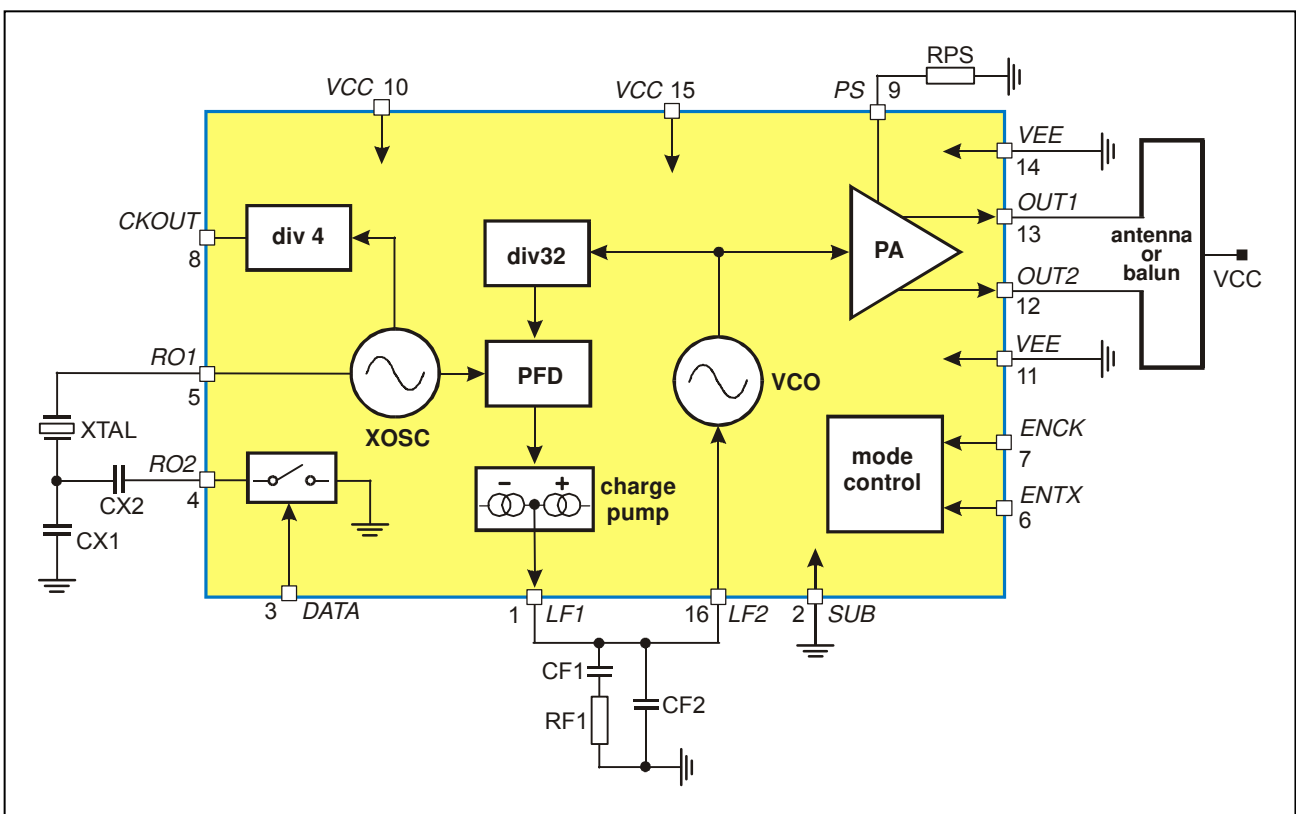 RPS
VCC 10
VCC 15
PS 9
VEE
14
CKOUT
8
div 4
div32
PA
OUT1
13
antenna
or
balun
VCC
OUT2
12
RO1
5
PFD
VCO
VEE
11
XTAL
XOSC
RO2
4
CX2
CX1
– +
charge
pump
mode
control
ENCK
7
ENTX
6
3 DATA
1 LF1
16 LF2
2 SUB
CF1
RF1
CF2